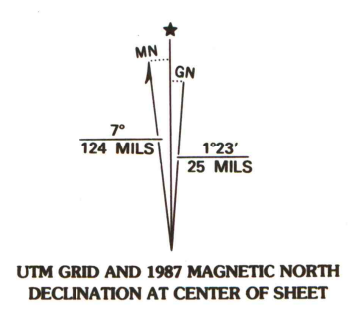 MN
GN
7°
124 MILS
1°23′
25 MILS
UTM GRID AND 1987 MAGNETIC NORTH
DECLINATION AT CENTER OF SHEET